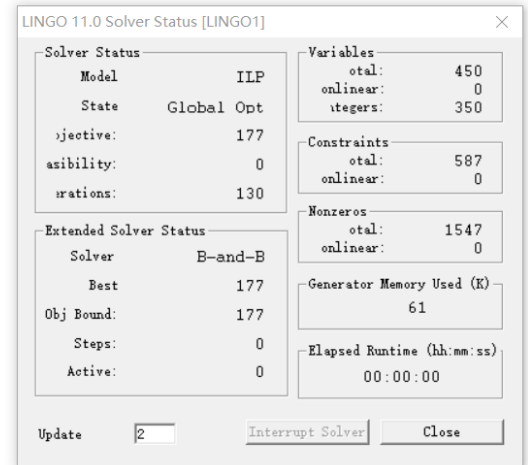 LINGO 11.0 Solver Status [LINGO1]
Solver Status
Model ILP
State Global Opt
jective: 177
asibility: 0
erations: 130
Extended Solver Status
Solver B-and-B
Best 177
Obj Bound: 177
Steps: 0
Active: 0
Variables
otal: 450
onlinear: 0
tegers: 350
Constraints
otal: 587
onlinear: 0
Nonzeros
otal: 1547
onlinear: 0
Generator Memory Used (K)
61
Elapsed Runtime (hh:mm:ss)
00:00:00
Update 2 Interrupt Solver Close